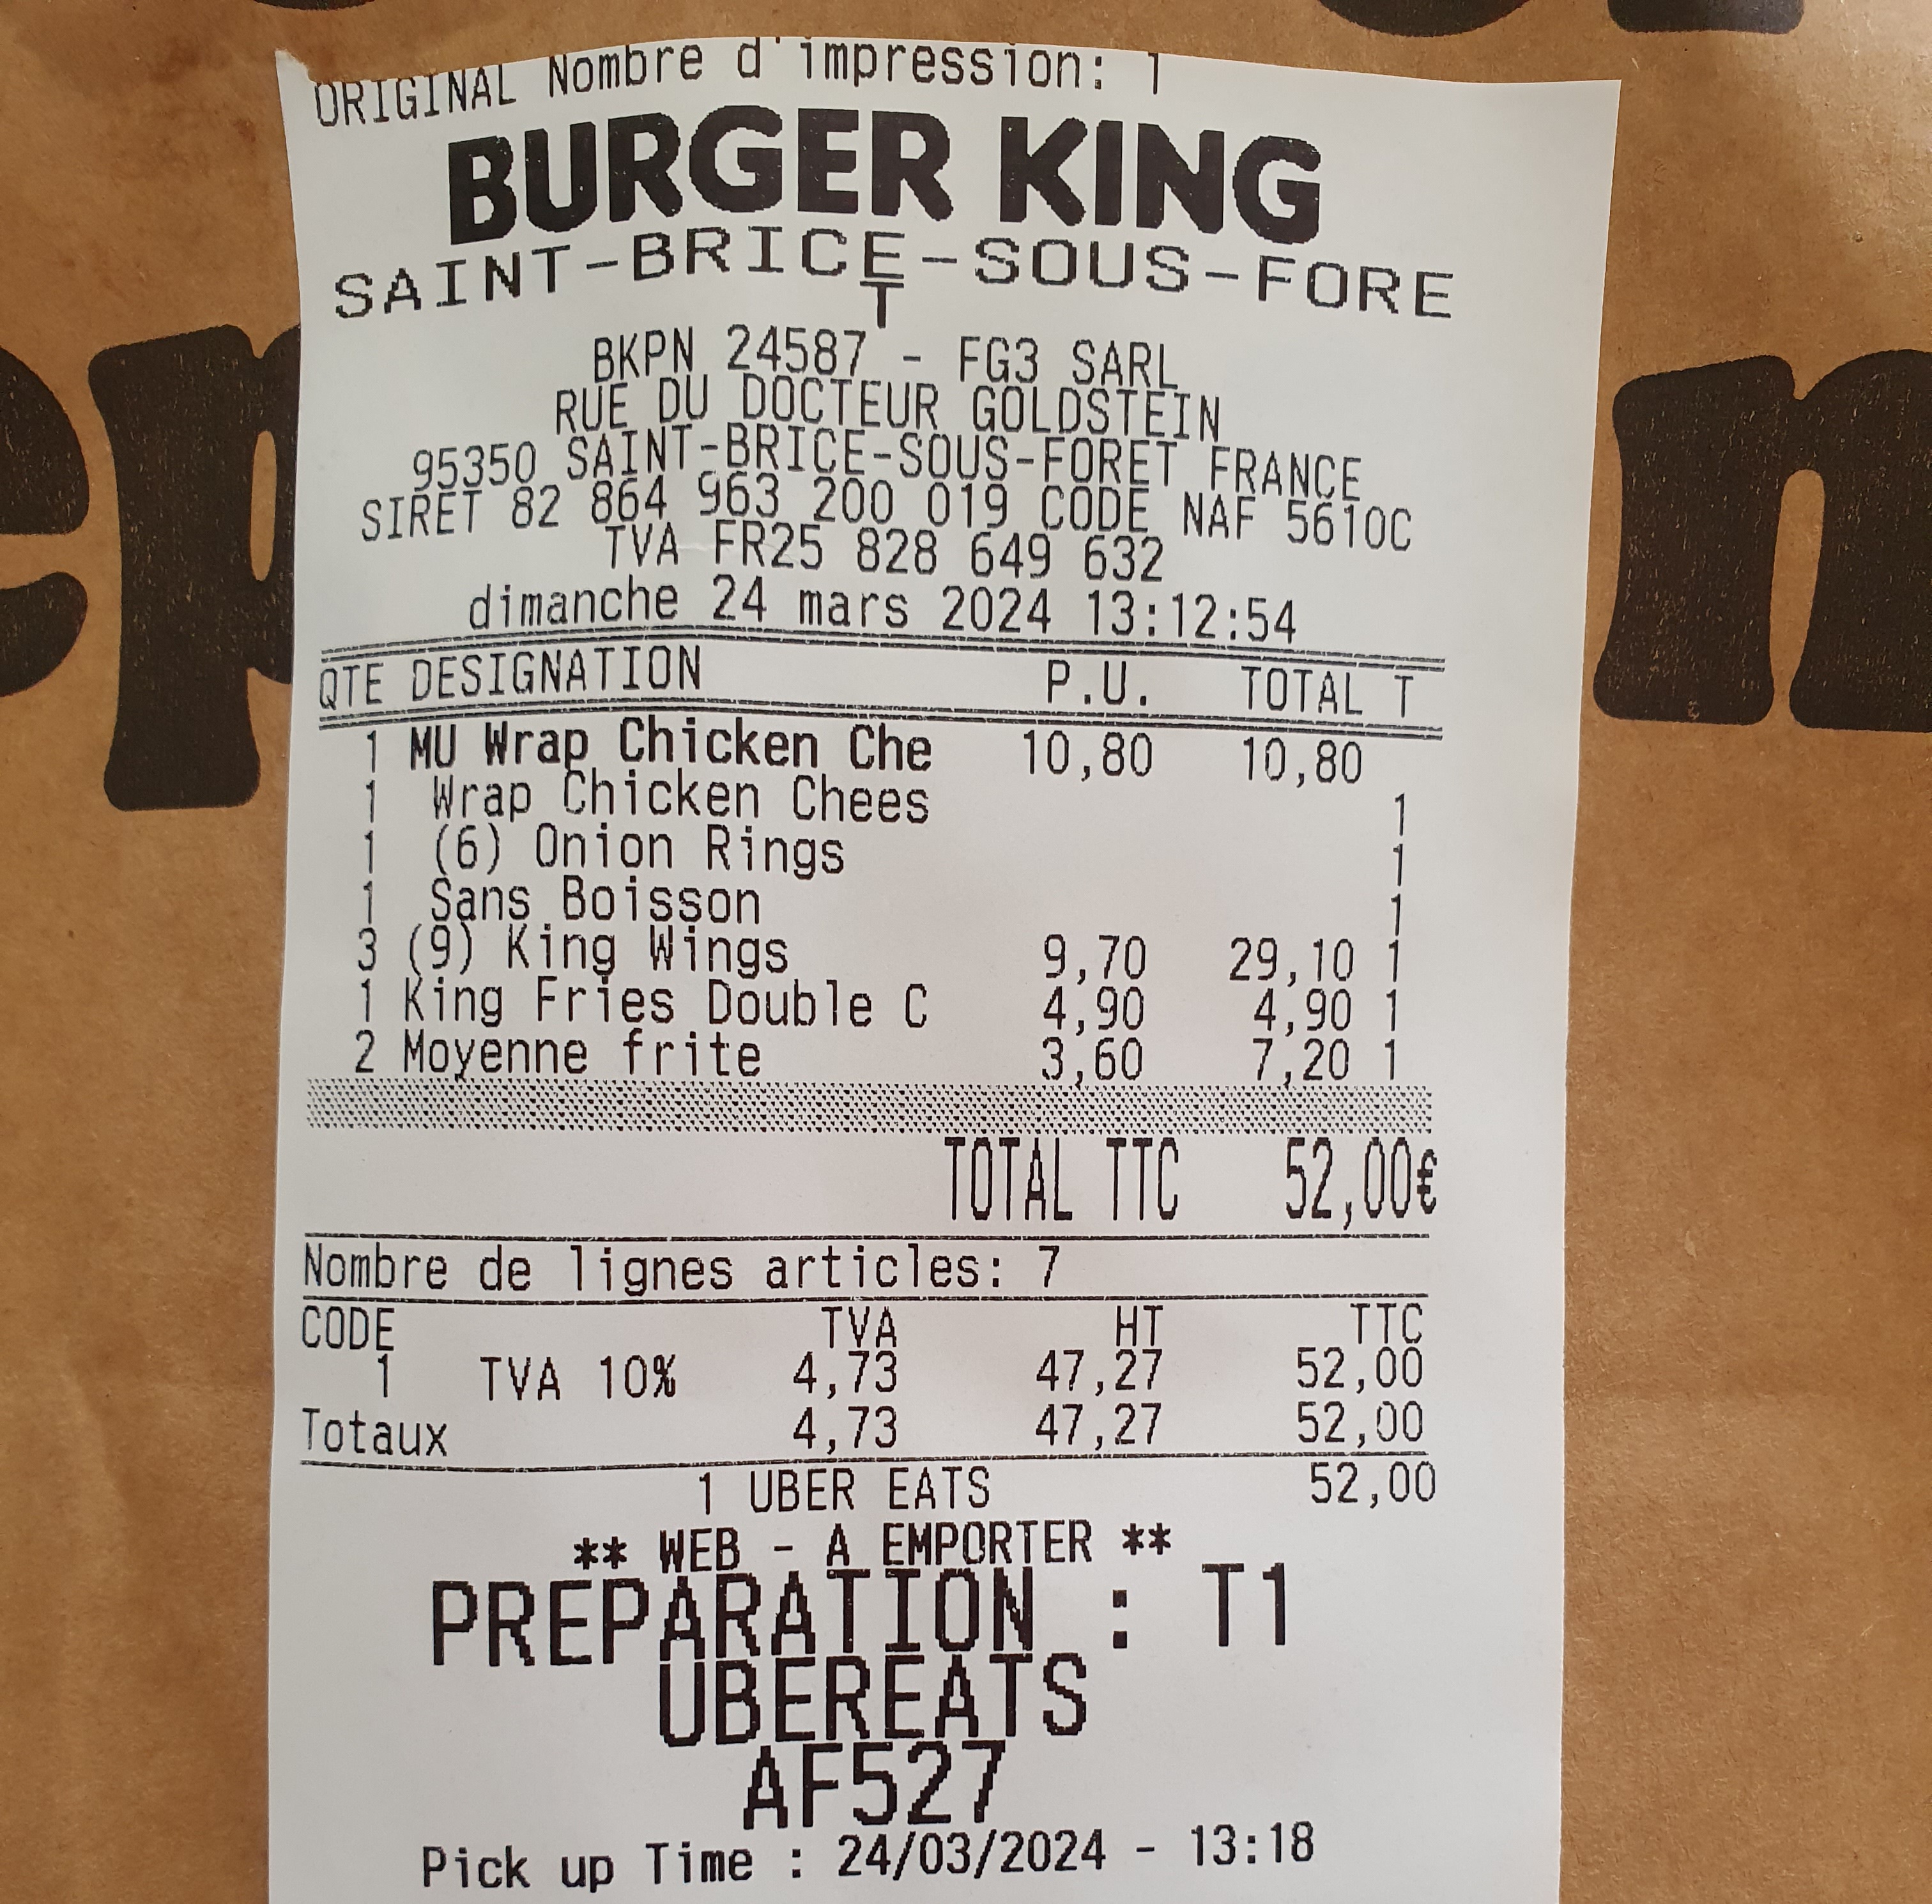 ORIGINAL Nombre d'impression: 1
BURGER KING
SAINT-BRICE-SOUS-FORE
T
BKPN 24587 - FG3 SARL
RUE DU DOCTEUR GOLDSTEIN
95350 SAINT-BRICE-SOUS-FORET FRANCE
SIRET 82 864 963 200 019 CODE NAF 5610C
TVA FR25 828 649 632
dimanche 24 mars 2024 13:12:54
QTE DESIGNATION P.U. TOTAL T
1 MU Wrap Chicken Che 10,80 10,80
1 Wrap Chicken Chees 1
1 (6) Onion Rings 1
1 Sans Boisson 1
3 (9) King Wings 9,70 29,10 1
1 King Fries Double C 4,90 4,90 1
2 Moyenne frite 3,60 7,20 1
TOTAL TTC 52,00€
Nombre de lignes articles: 7
CODE TVA HT TTC
1 TVA 10% 4,73 47,27 52,00
Totaux 4,73 47,27 52,00
1 UBER EATS 52,00
** WEB - A EMPORTER **
PREPARATION : T1
UBEREATS
AF527
Pick up Time : 24/03/2024 - 13:18